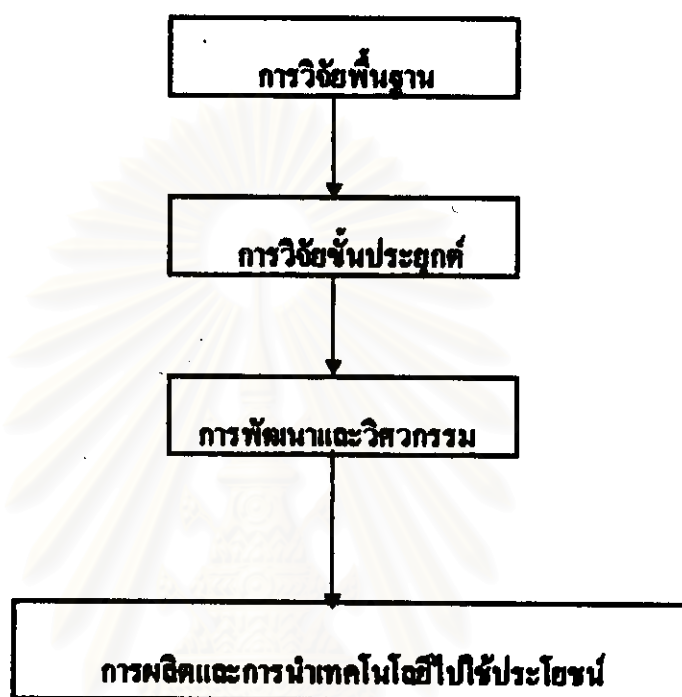 การวิจัยพื้นฐาน
การวิจัยขั้นประยุกต์
การพัฒนาและวิศวกรรม
การผลิตและการนำเทคโนโลยีไปใช้ประโยชน์